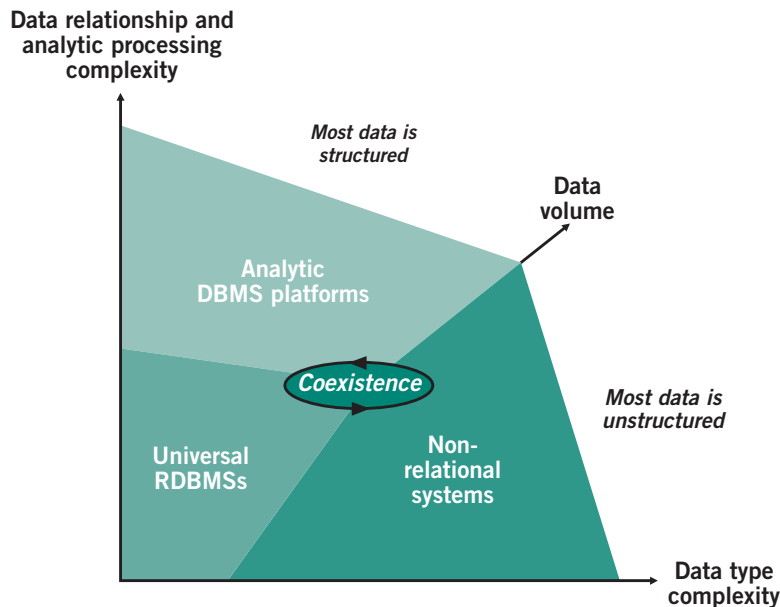 Data relationship and
analytic processing
complexity
Most data is
structured
Data
volume
Analytic
DBMS platforms
Coexistence
Most data is
unstructured
Universal
RDBMSs
Non-
relational
systems
Data type
complexity